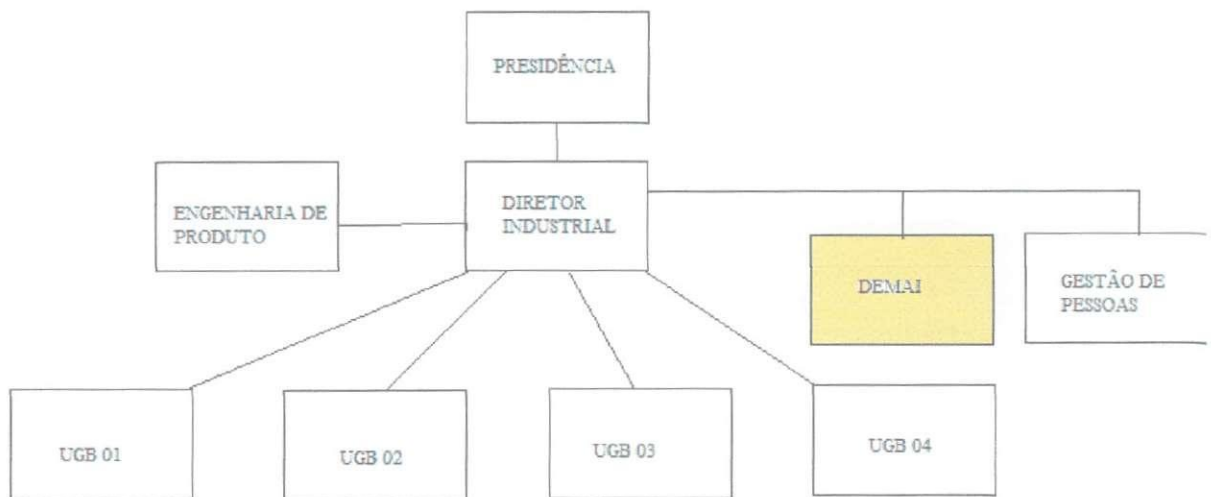 PRESIDÊNCIA
ENGENHARIA DE
PRODUTO
DIRETOR
INDUSTRIAL
DEMAI
GESTÃO DE
PESSOAS
UGB 01
UGB 02
UGB 03
UGB 04